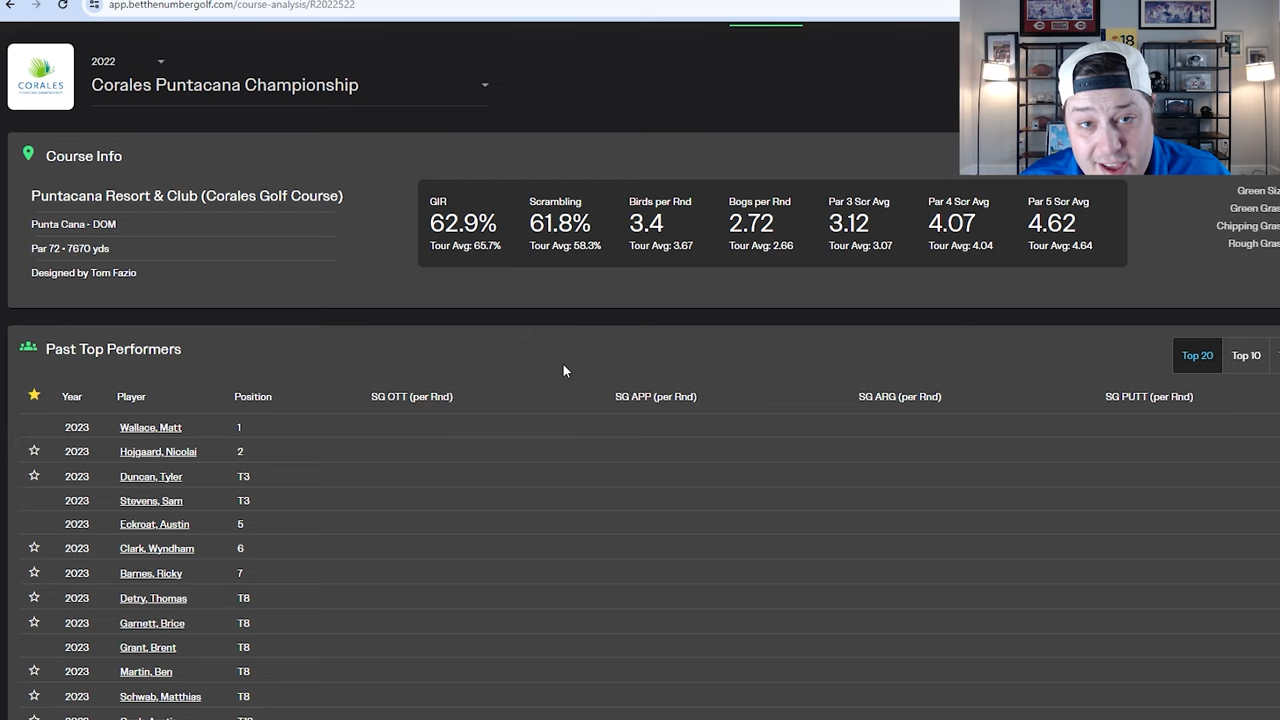 app.betthenumbergolf.com/course-analysis/R2022522
18
CORALES
2022
Corales Puntacana Championship
Course Info
Puntacana Resort & Club (Corales Golf Course)
Punta Cana - DOM
Par 72 • 7670 yds
Designed by Tom Fazio
GIR Scrambling Birds per Rnd Bogs per Rnd Par 3 Scr Avg Par 4 Scr Avg Par 5 Scr Avg
62.9% 61.8% 3.4 2.72 3.12 4.07 4.62
Tour Avg: 65.7% Tour Avg: 58.3% Tour Avg: 3.67 Tour Avg: 2.66 Tour Avg: 3.07 Tour Avg: 4.04 Tour Avg: 4.64
Green Siz
Green Gras
Chipping Gras
Rough Gras
Past Top Performers
Top 20 Top 10
Year Player Position SG OTT (per Rnd) SG APP (per Rnd) SG ARG (per Rnd) SG PUTT (per Rnd)
2023 Wallace, Matt 1
2023 Hojgaard, Nicolai 2
2023 Duncan, Tyler T3
2023 Stevens, Sam T3
2023 Eckroat, Austin 5
2023 Clark, Wyndham 6
2023 Barnes, Ricky 7
2023 Detry, Thomas T8
2023 Garnett, Brice T8
2023 Grant, Brent T8
2023 Martin, Ben T8
2023 Schwab, Matthias T8